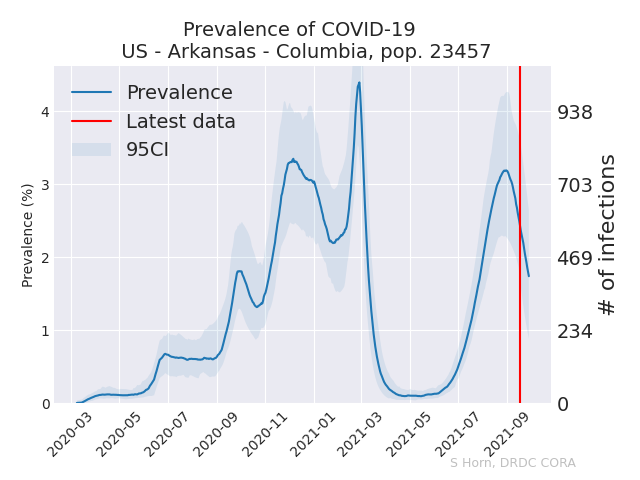 Prevalence of COVID-19
US - Arkansas - Columbia, pop. 23457
Prevalence
Latest data
95CI
Prevalence (%)
4
3
2
1
0
938
703
469
234
0
# of infections
2020-03
2020-05
2020-07
2020-09
2020-11
2021-01
2021-03
2021-05
2021-07
2021-09
S Horn, DRDC CORA